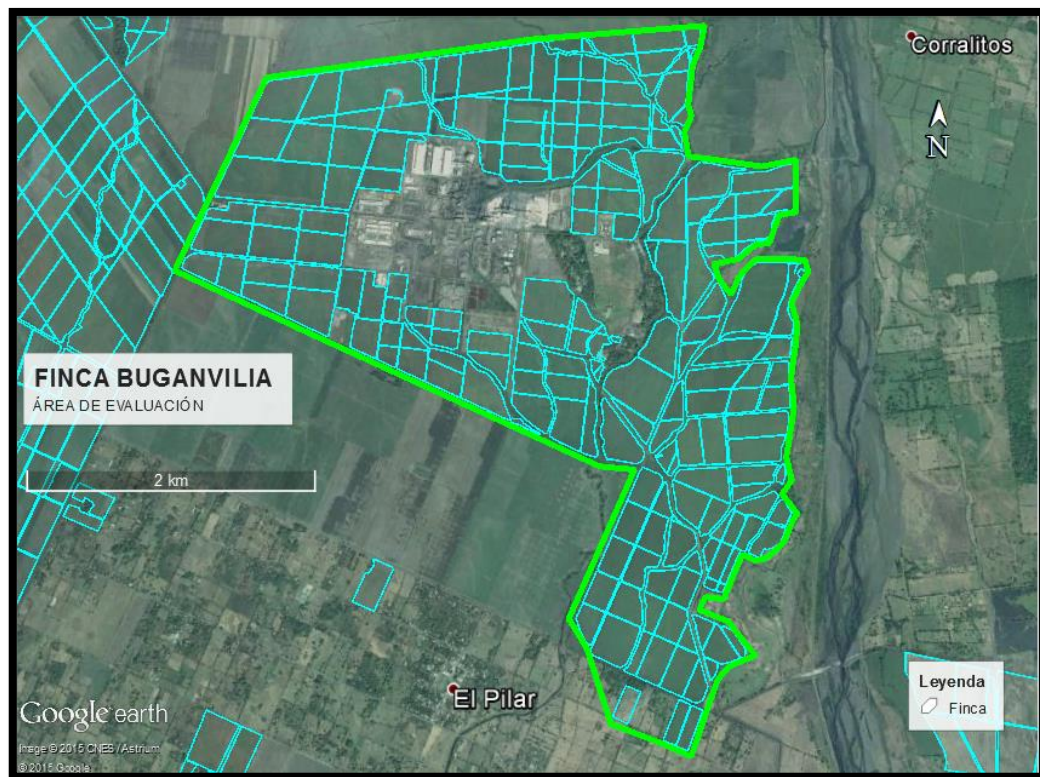 Corralitos
N
FINCA BUGANVILIA
ÁREA DE EVALUACIÓN
2 km
El Pilar
Leyenda
Finca
Google earth
Image © 2015 CNES / Astrium
© 2015 Google